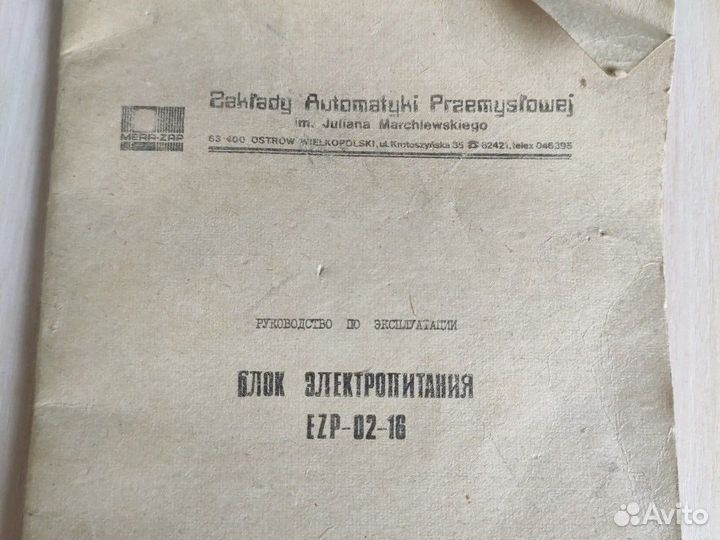 Zakłady Automatyki Przemysłowej
im. Juliana Marchlewskiego
MERA-ZAP
63-400 OSTRÓW WIELKOPOLSKI, ul. Krotoszyńska 35 ☎ 62421, telex 046395
РУКОВОДСТВО ПО ЭКСПЛУАТАЦИИ
БЛОК ЭЛЕКТРОПИТАНИЯ
EZP-02-16
Avito